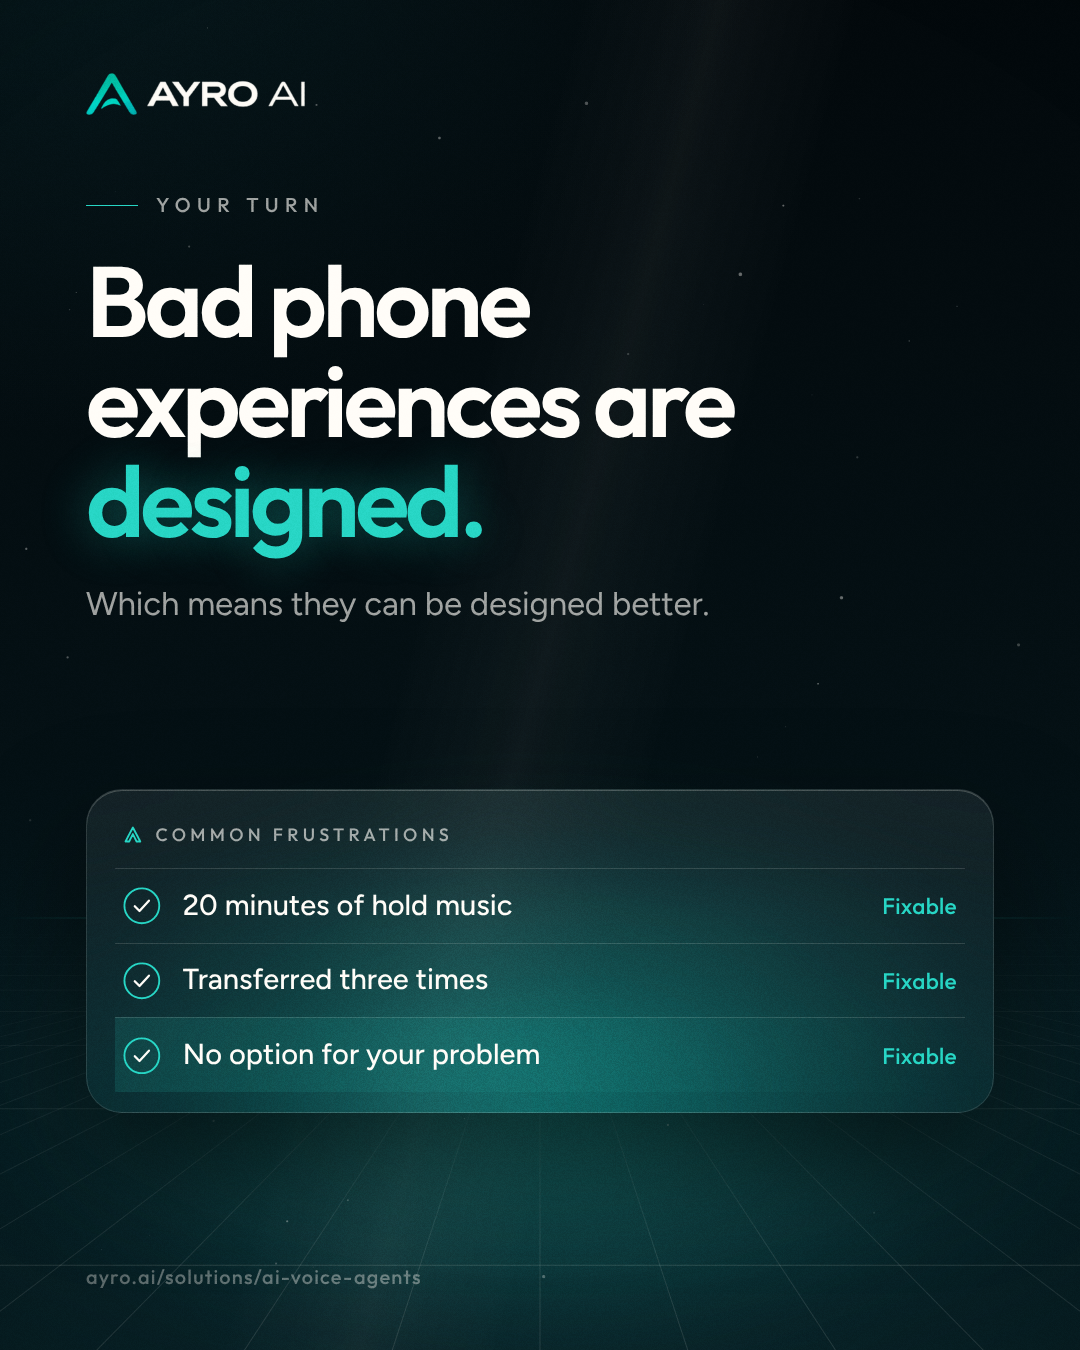 AYRO AI
YOUR TURN
Bad phone
experiences are
designed.
Which means they can be designed better.
COMMON FRUSTRATIONS
20 minutes of hold music Fixable
Transferred three times Fixable
No option for your problem Fixable
ayro.ai/solutions/ai-voice-agents